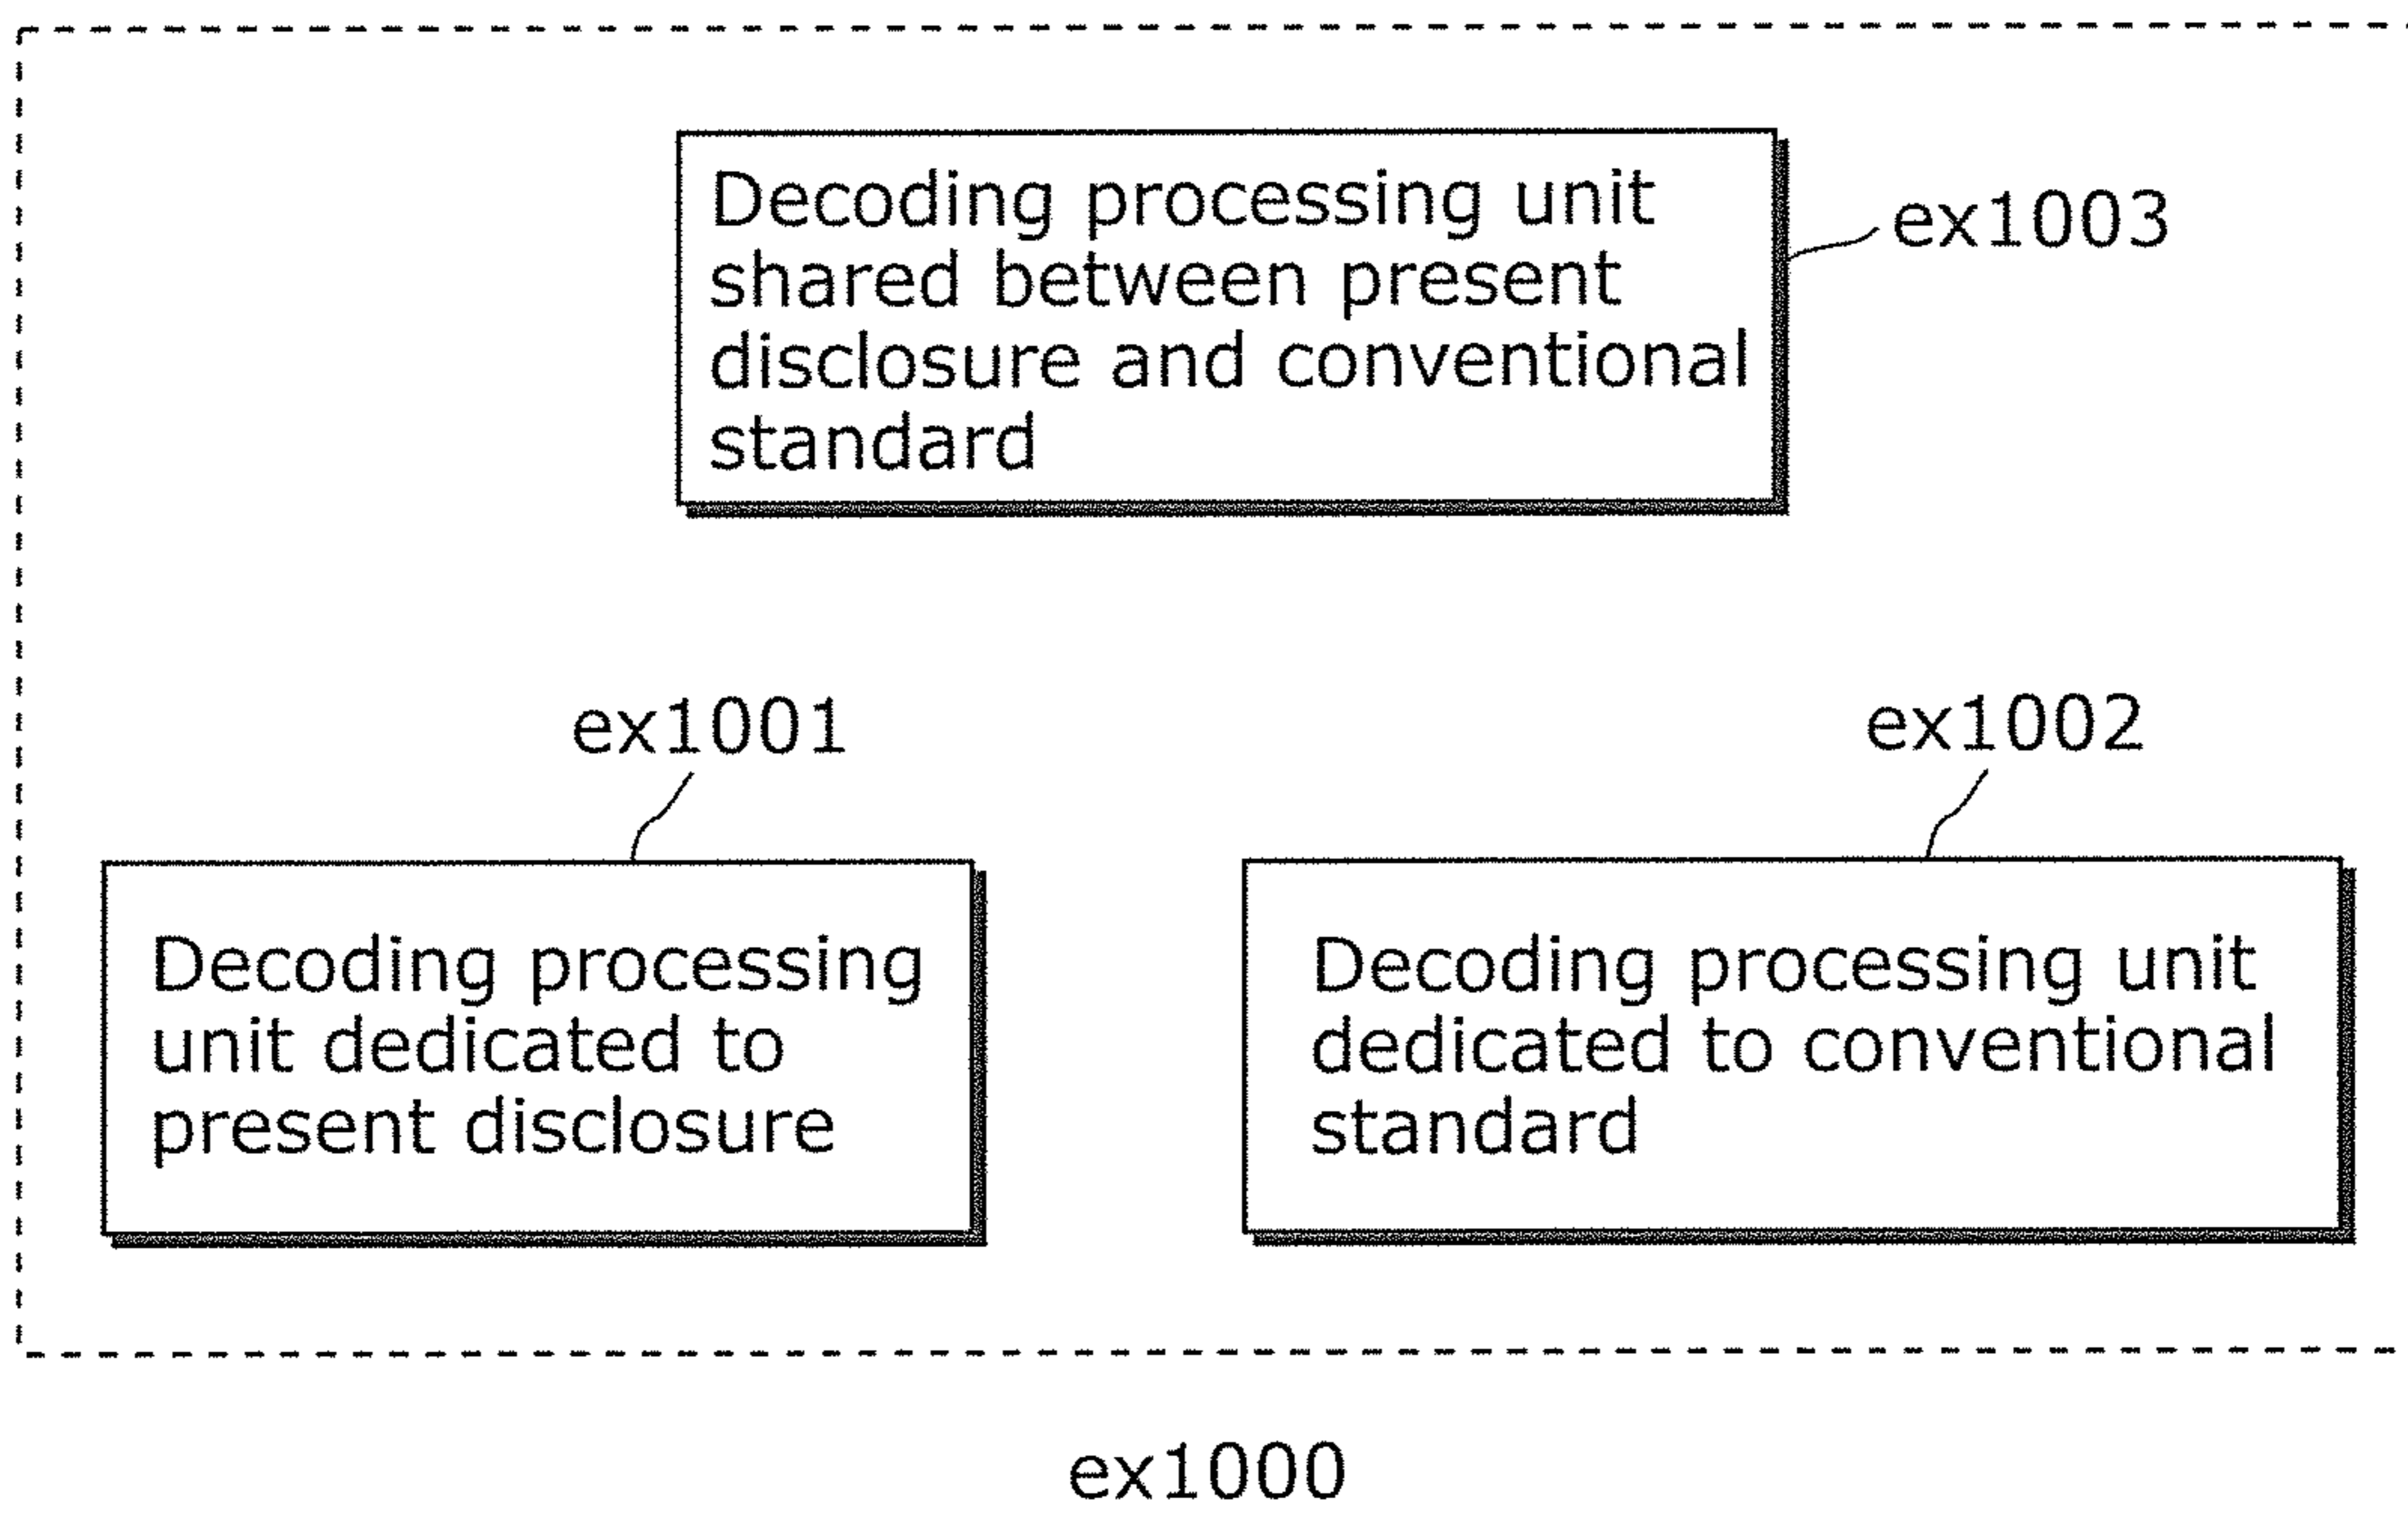 Decoding processing unit
shared between present
disclosure and conventional
standard
ex1003
ex1001
ex1002
Decoding processing
unit dedicated to
present disclosure
Decoding processing unit
dedicated to conventional
standard
ex1000